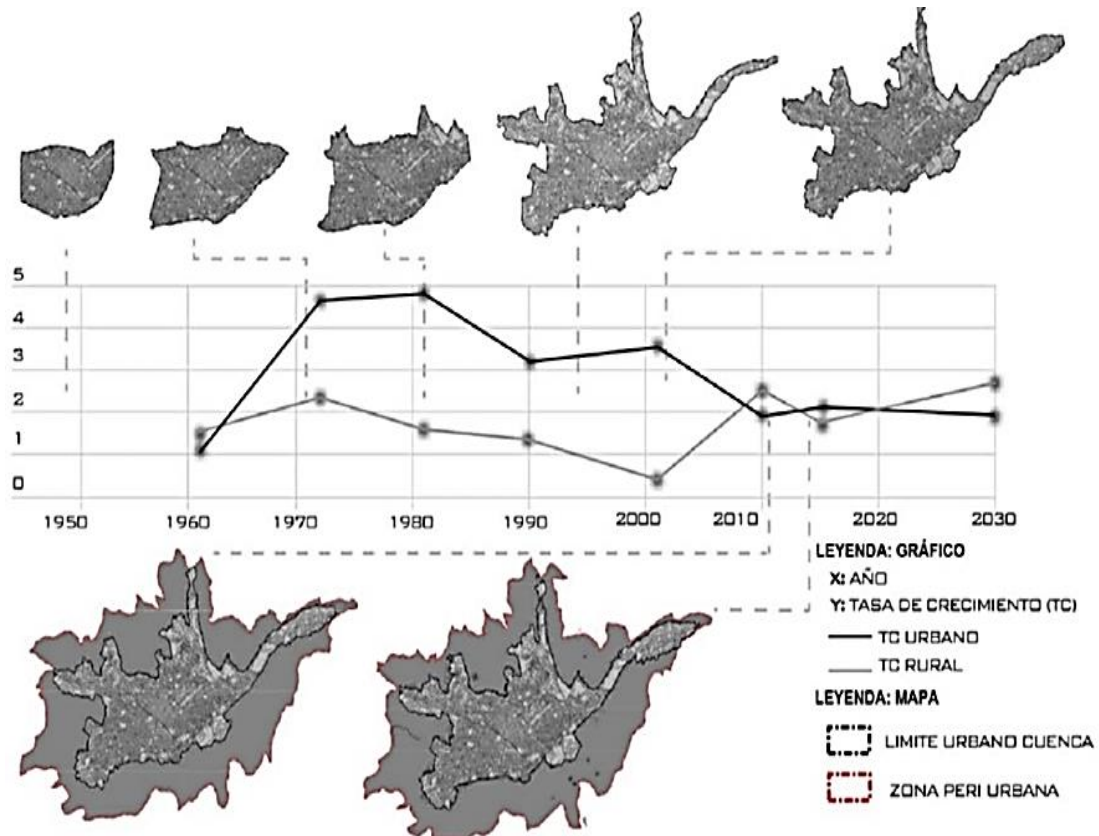 5
4
3
2
1
0
1950 1960 1970 1980 1990 2000 2010 2020 2030
LEYENDA: GRÁFICO
X: AÑO
Y: TASA DE CRECIMIENTO (TC)
TC URBANO
TC RURAL
LEYENDA: MAPA
LIMITE URBANO CUENCA
ZONA PERI URBANA